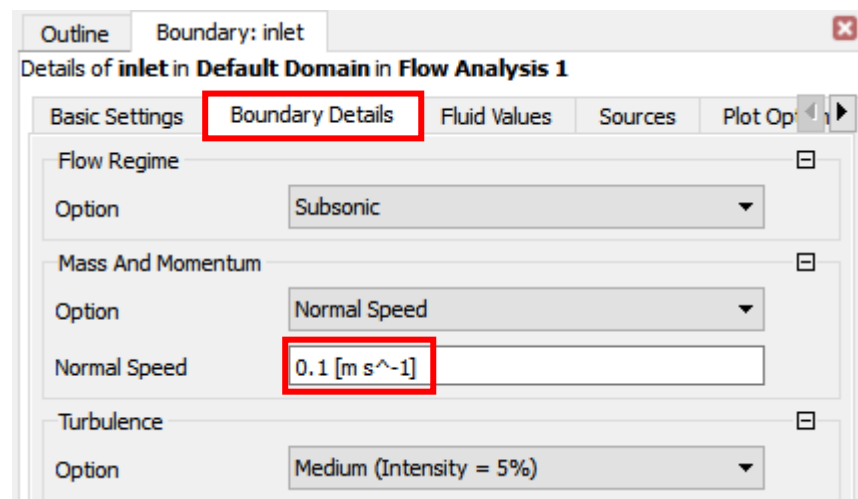 Outline Boundary: inlet
Details of inlet in Default Domain in Flow Analysis 1
Basic Settings Boundary Details Fluid Values Sources Plot
Flow Regime
Option Subsonic
Mass And Momentum
Option Normal Speed
Normal Speed 0.1 [m s^-1]
Turbulence
Option Medium (Intensity = 5%)